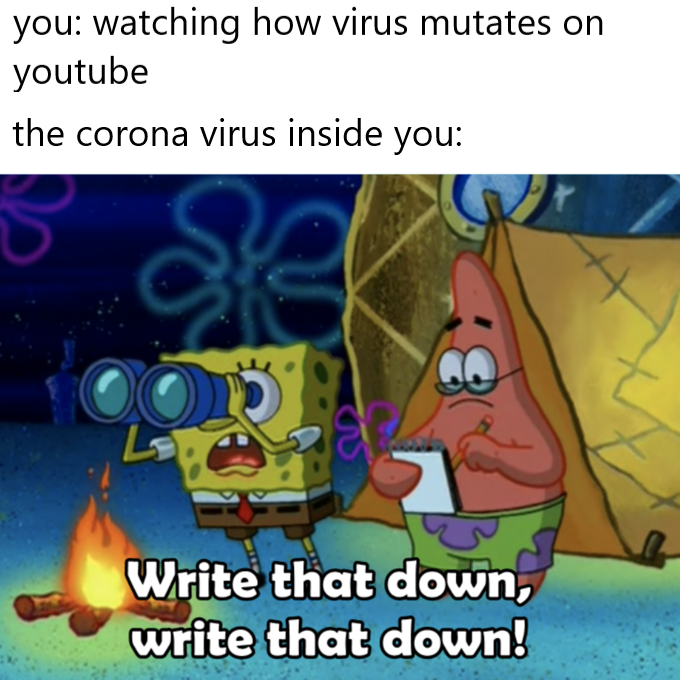 you: watching how virus mutates on
youtube
the corona virus inside you:
Write that down,
write that down!